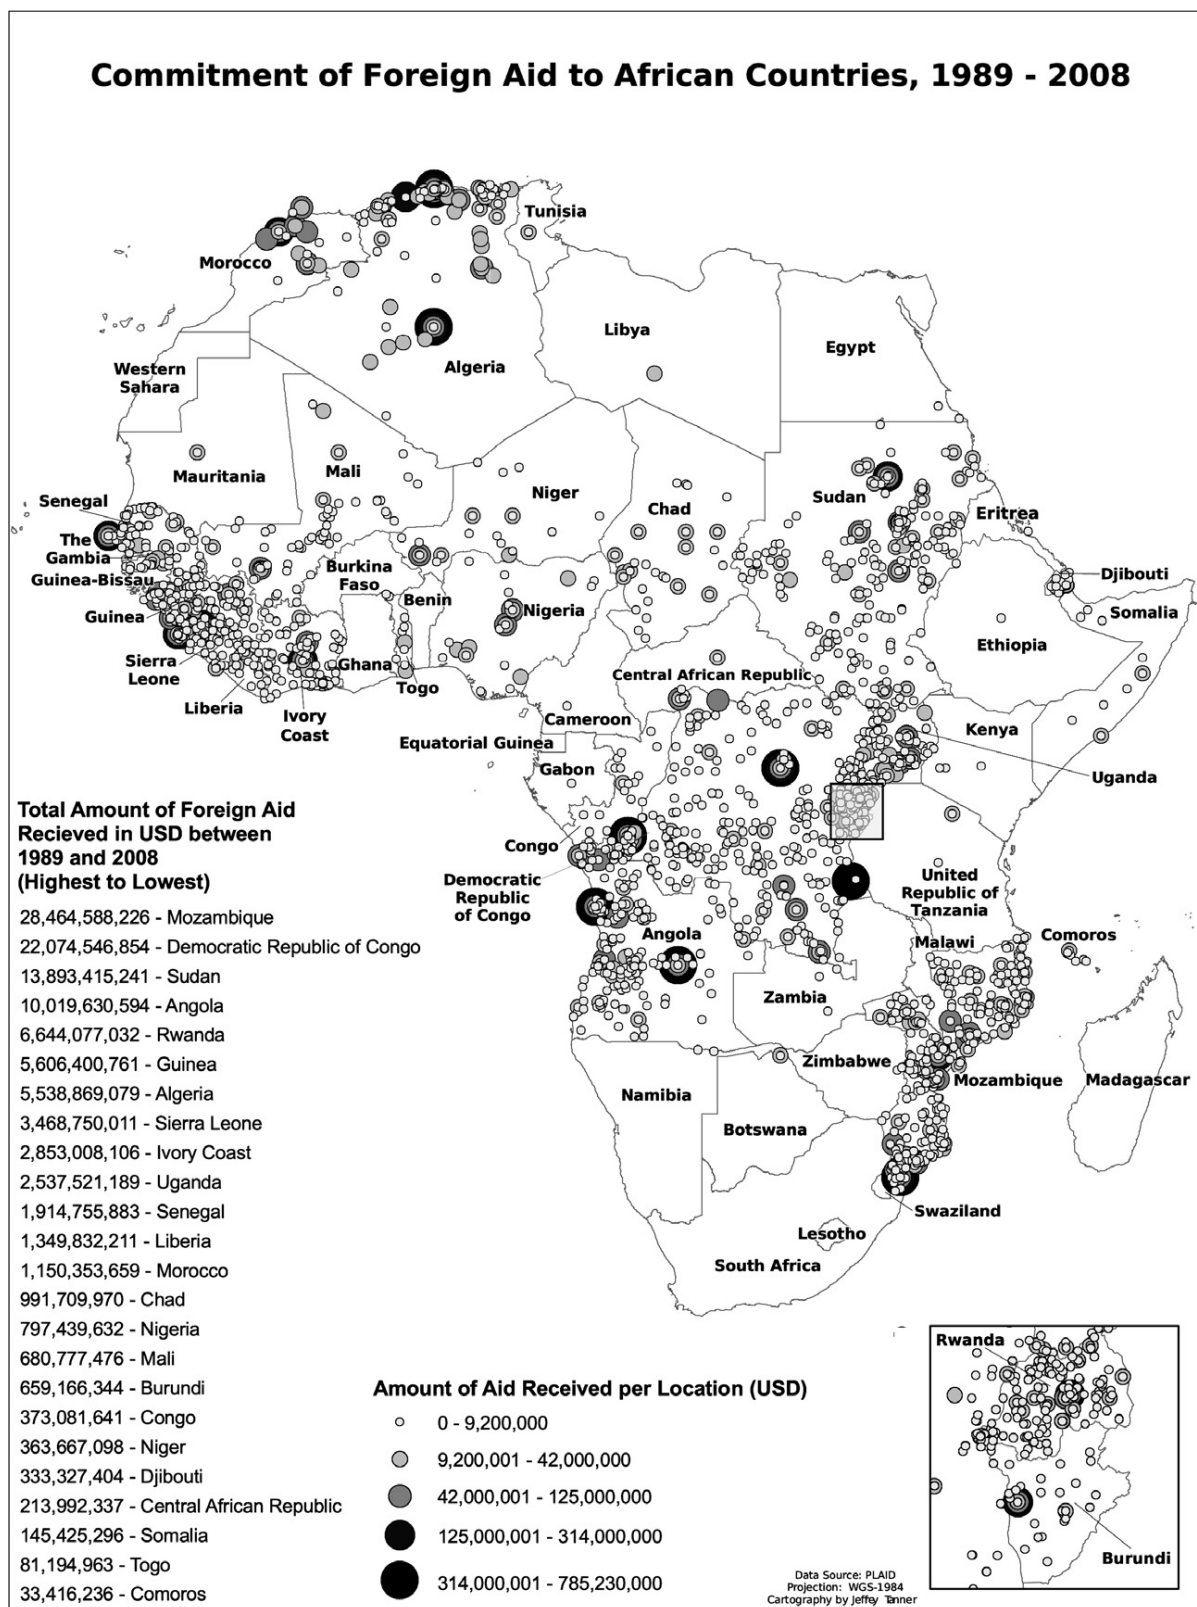 Commitment of Foreign Aid to African Countries, 1989 - 2008
Tunisia
Morocco
Libya
Egypt
Algeria
Western
Sahara
Mauritania
Mali
Niger
Chad
Sudan
Eritrea
Senegal
The
Gambia
Guinea-Bissau
Guinea
Sierra
Leone
Liberia
Ivory
Coast
Burkina
Faso
Benin
Ghana
Togo
Nigeria
Djibouti
Somalia
Ethiopia
Central African Republic
Cameroon
Equatorial Guinea
Gabon
Kenya
Uganda
Congo
Democratic
Republic
of Congo
United
Republic of
Tanzania
Angola
Malawi
Comoros
Zambia
Zimbabwe
Mozambique
Madagascar
Namibia
Botswana
Swaziland
Lesotho
South Africa
Total Amount of Foreign Aid
Recieved in USD between
1989 and 2008
(Highest to Lowest)
28,464,588,226 - Mozambique
22,074,546,854 - Democratic Republic of Congo
13,893,415,241 - Sudan
10,019,630,594 - Angola
6,644,077,032 - Rwanda
5,606,400,761 - Guinea
5,538,869,079 - Algeria
3,468,750,011 - Sierra Leone
2,853,008,106 - Ivory Coast
2,537,521,189 - Uganda
1,914,755,883 - Senegal
1,349,832,211 - Liberia
1,150,353,659 - Morocco
991,709,970 - Chad
797,439,632 - Nigeria
680,777,476 - Mali
659,166,344 - Burundi
373,081,641 - Congo
363,667,098 - Niger
333,327,404 - Djibouti
213,992,337 - Central African Republic
145,425,296 - Somalia
81,194,963 - Togo
33,416,236 - Comoros
Amount of Aid Received per Location (USD)
0 - 9,200,000
9,200,001 - 42,000,000
42,000,001 - 125,000,000
125,000,001 - 314,000,000
314,000,001 - 785,230,000
Data Source: PLAID
Projection: WGS-1984
Cartography by Jeffrey Tanner
Rwanda
Burundi